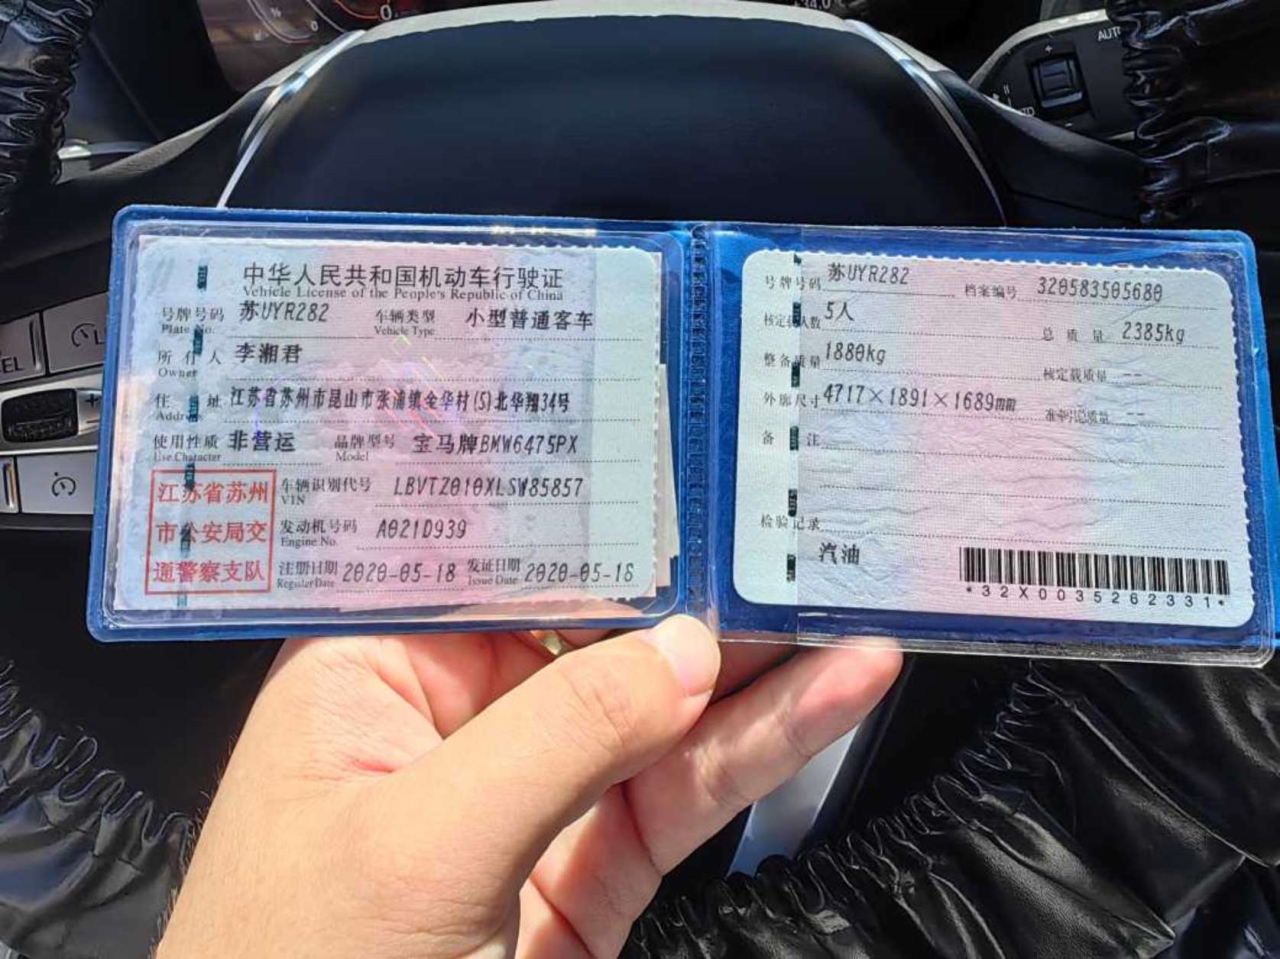 中华人民共和国机动车行驶证
Vehicle License of the People's Republic of China
号牌号码 苏UYR282 车辆类型 小型普通客车
Plate No. Vehicle Type
所有人 李湘君
Owner
住址 江苏省苏州市昆山市张浦镇金华村(5)北华翔34号
Address
使用性质 非营运 品牌型号 宝马牌BMW6475PX
Use Character Model
江苏省苏州
市公安局交
通警察支队
车辆识别代号 LBVTZ010XLSW85857
VIN
发动机号码 A021D939
Engine No.
注册日期 2020-05-18 发证日期 2020-05-18
Register Date Issue Date
号牌号码 苏UYR282 档案编号 320583505680
核定载人数 5人 总质量 2385kg
整备质量 1880kg 核定载质量 --
外廓尺寸 4717×1891×1689mm 准牵引总质量 --
备注
检验记录
汽油
*32X0035262331*